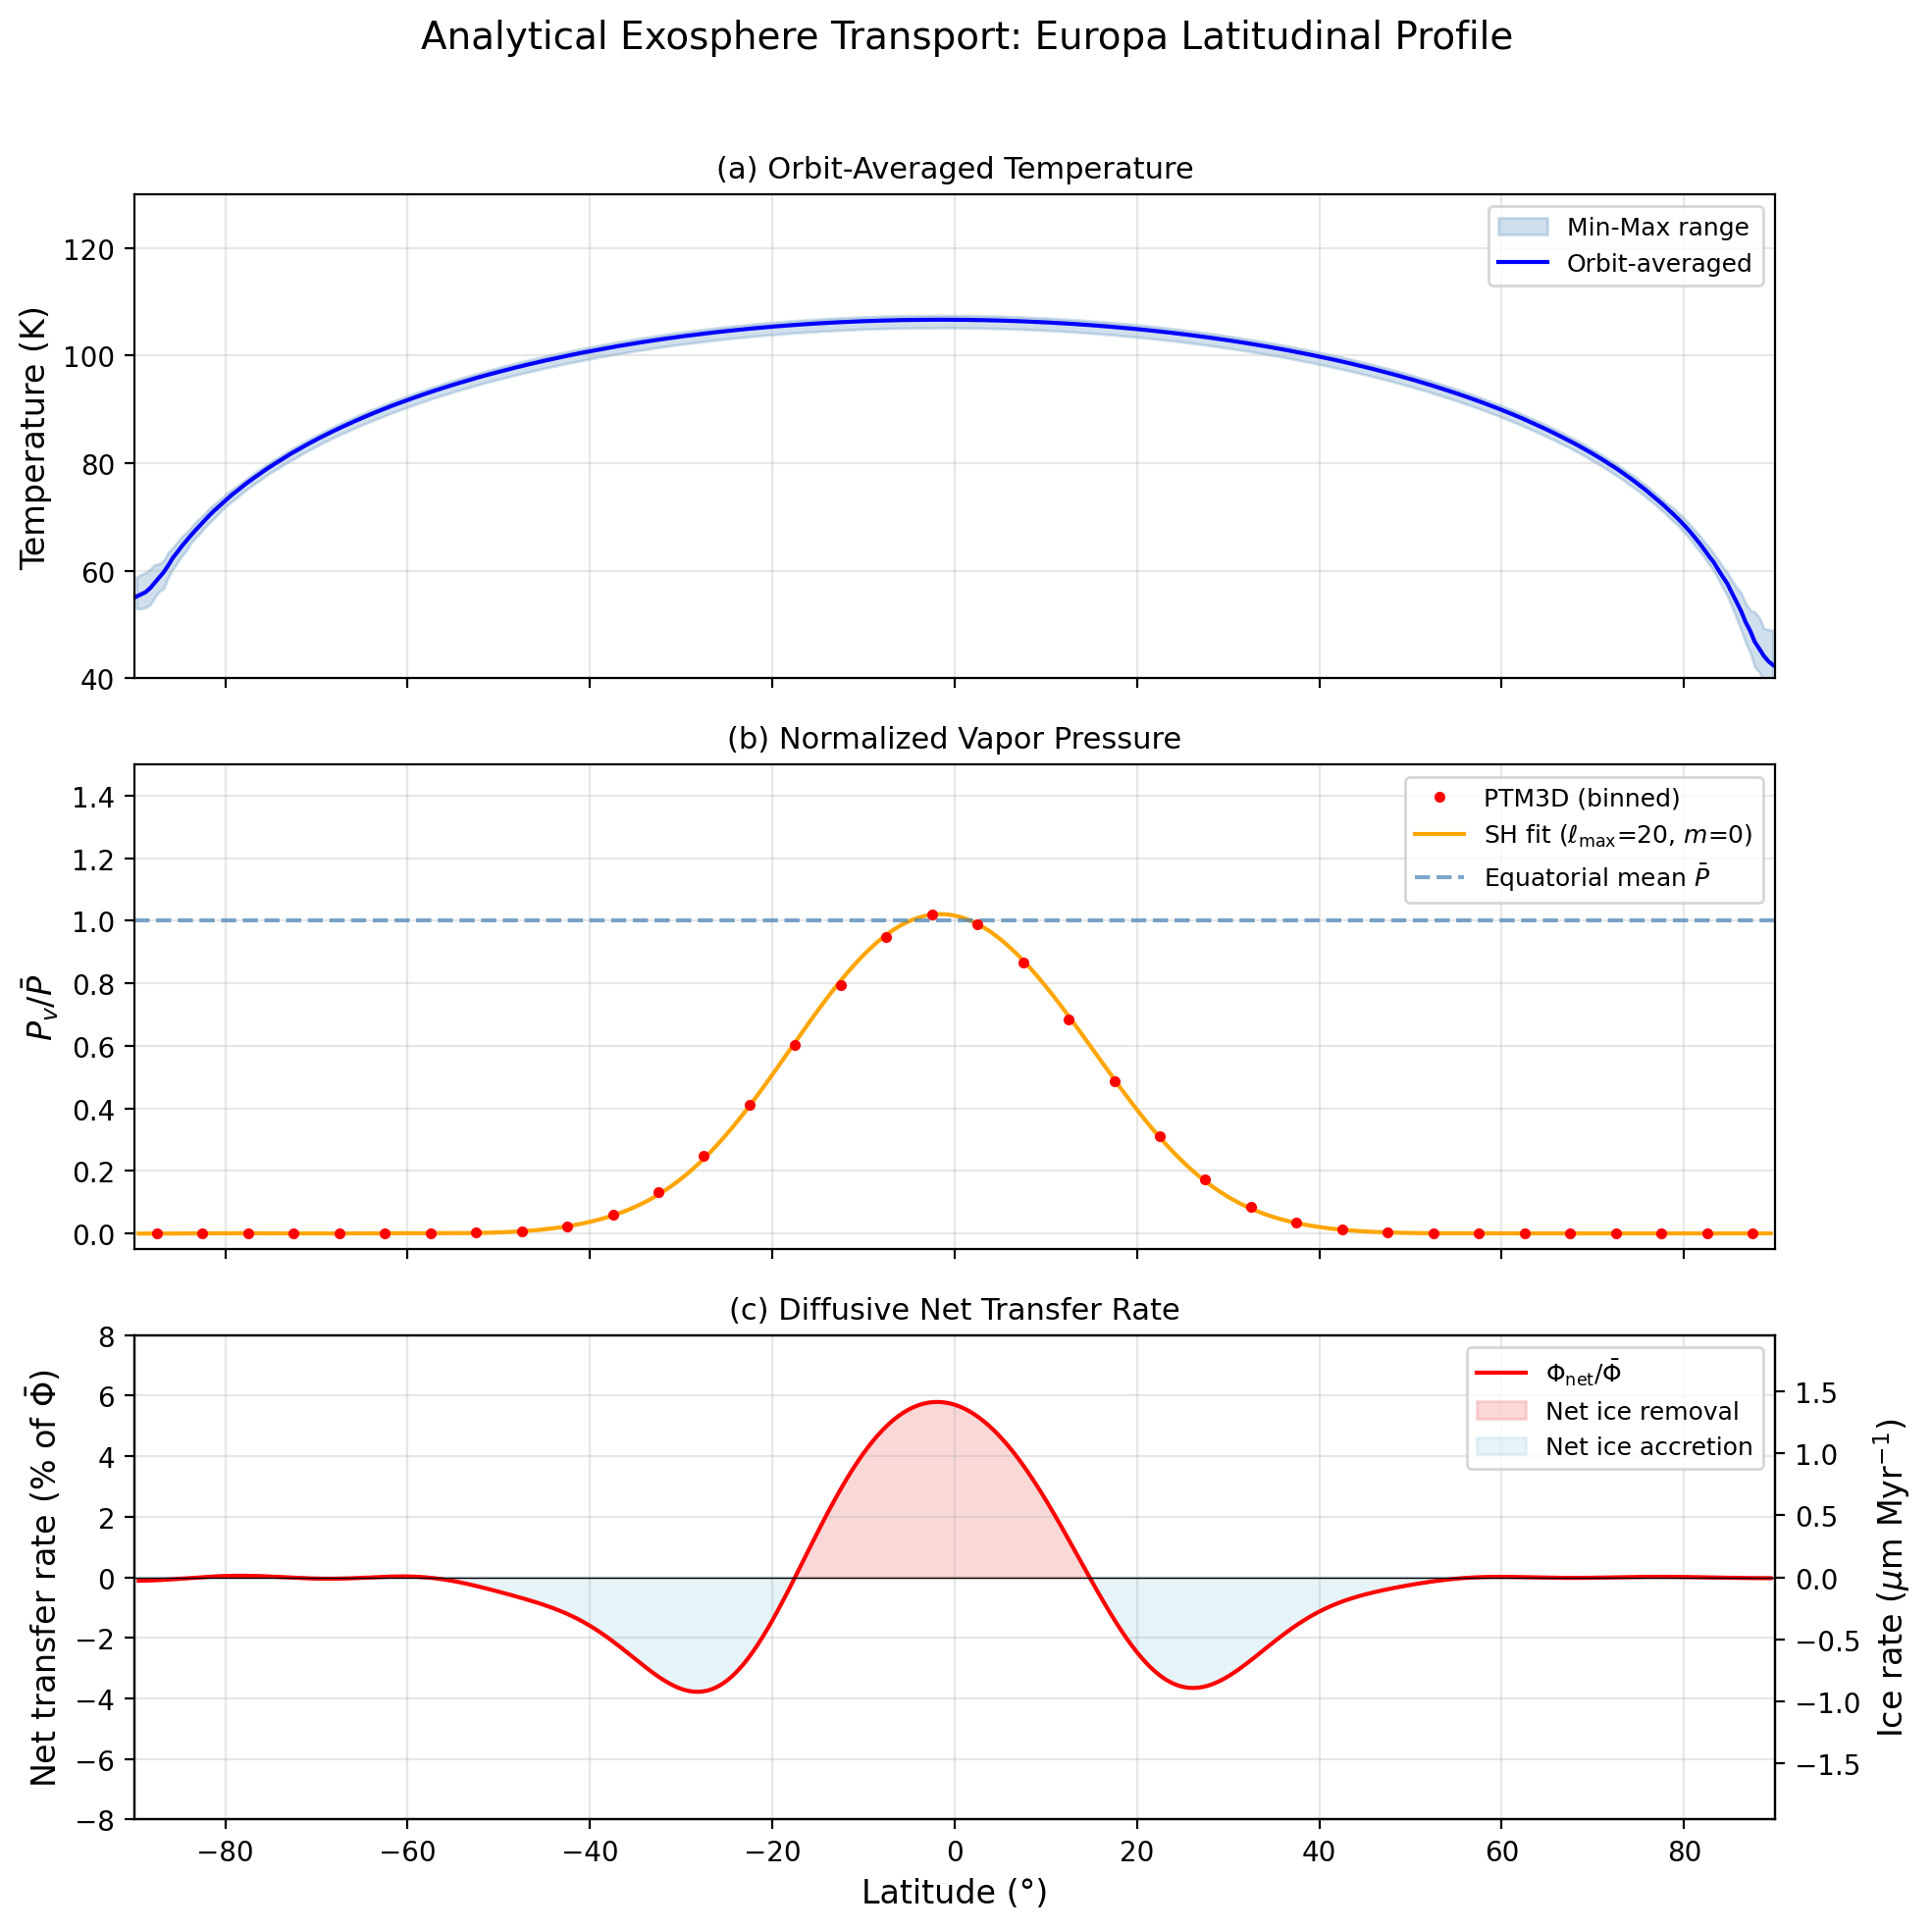 Analytical Exosphere Transport: Europa Latitudinal Profile
(a) Orbit-Averaged Temperature
Temperature (K)
120
100
80
60
40
Min-Max range
Orbit-averaged
(b) Normalized Vapor Pressure
Pᵥ/P̄
1.4
1.2
1.0
0.8
0.6
0.4
0.2
0.0
PTM3D (binned)
SH fit (ℓmax=20, m=0)
Equatorial mean P̄
(c) Diffusive Net Transfer Rate
Net transfer rate (% of Φ̄)
8
6
4
2
0
−2
−4
−6
−8
Φnet/Φ̄
Net ice removal
Net ice accretion
1.5
1.0
0.5
0.0
−0.5
−1.0
−1.5
Ice rate (μm Myr⁻¹)
−80 −60 −40 −20 0 20 40 60 80
Latitude (°)